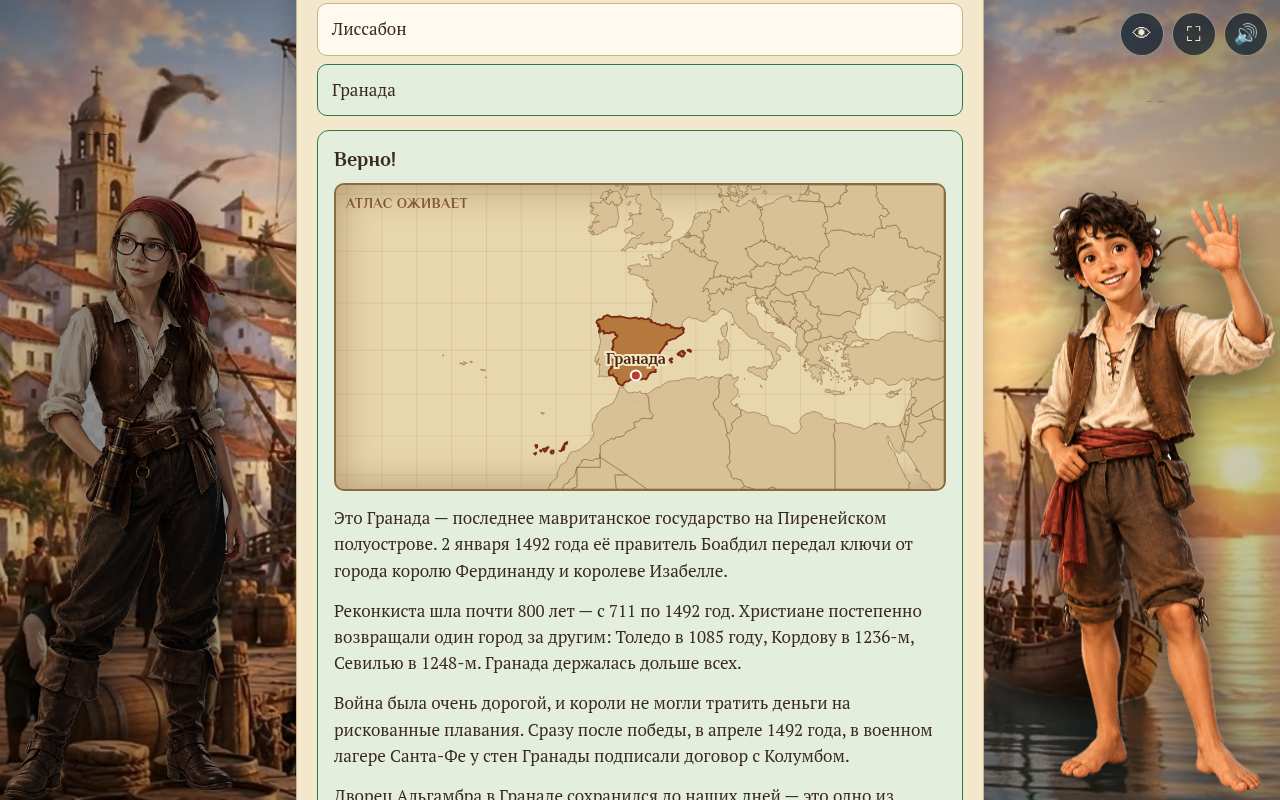 Лиссабон
Гранада
Верно!
АТЛАС ОЖИВАЕТ
Гранада
Это Гранада — последнее мавританское государство на Пиренейском
полуострове. 2 января 1492 года её правитель Боабдил передал ключи от
города королю Фердинанду и королеве Изабелле.
Реконкиста шла почти 800 лет — с 711 по 1492 год. Христиане постепенно
возвращали один город за другим: Толедо в 1085 году, Кордову в 1236-м,
Севилью в 1248-м. Гранада держалась дольше всех.
Война была очень дорогой, и короли не могли тратить деньги на
рискованные плавания. Сразу после победы, в апреле 1492 года, в военном
лагере Санта-Фе у стен Гранады подписали договор с Колумбом.
Дворец Альгамбра в Гранаде сохранился до наших дней — это одно из